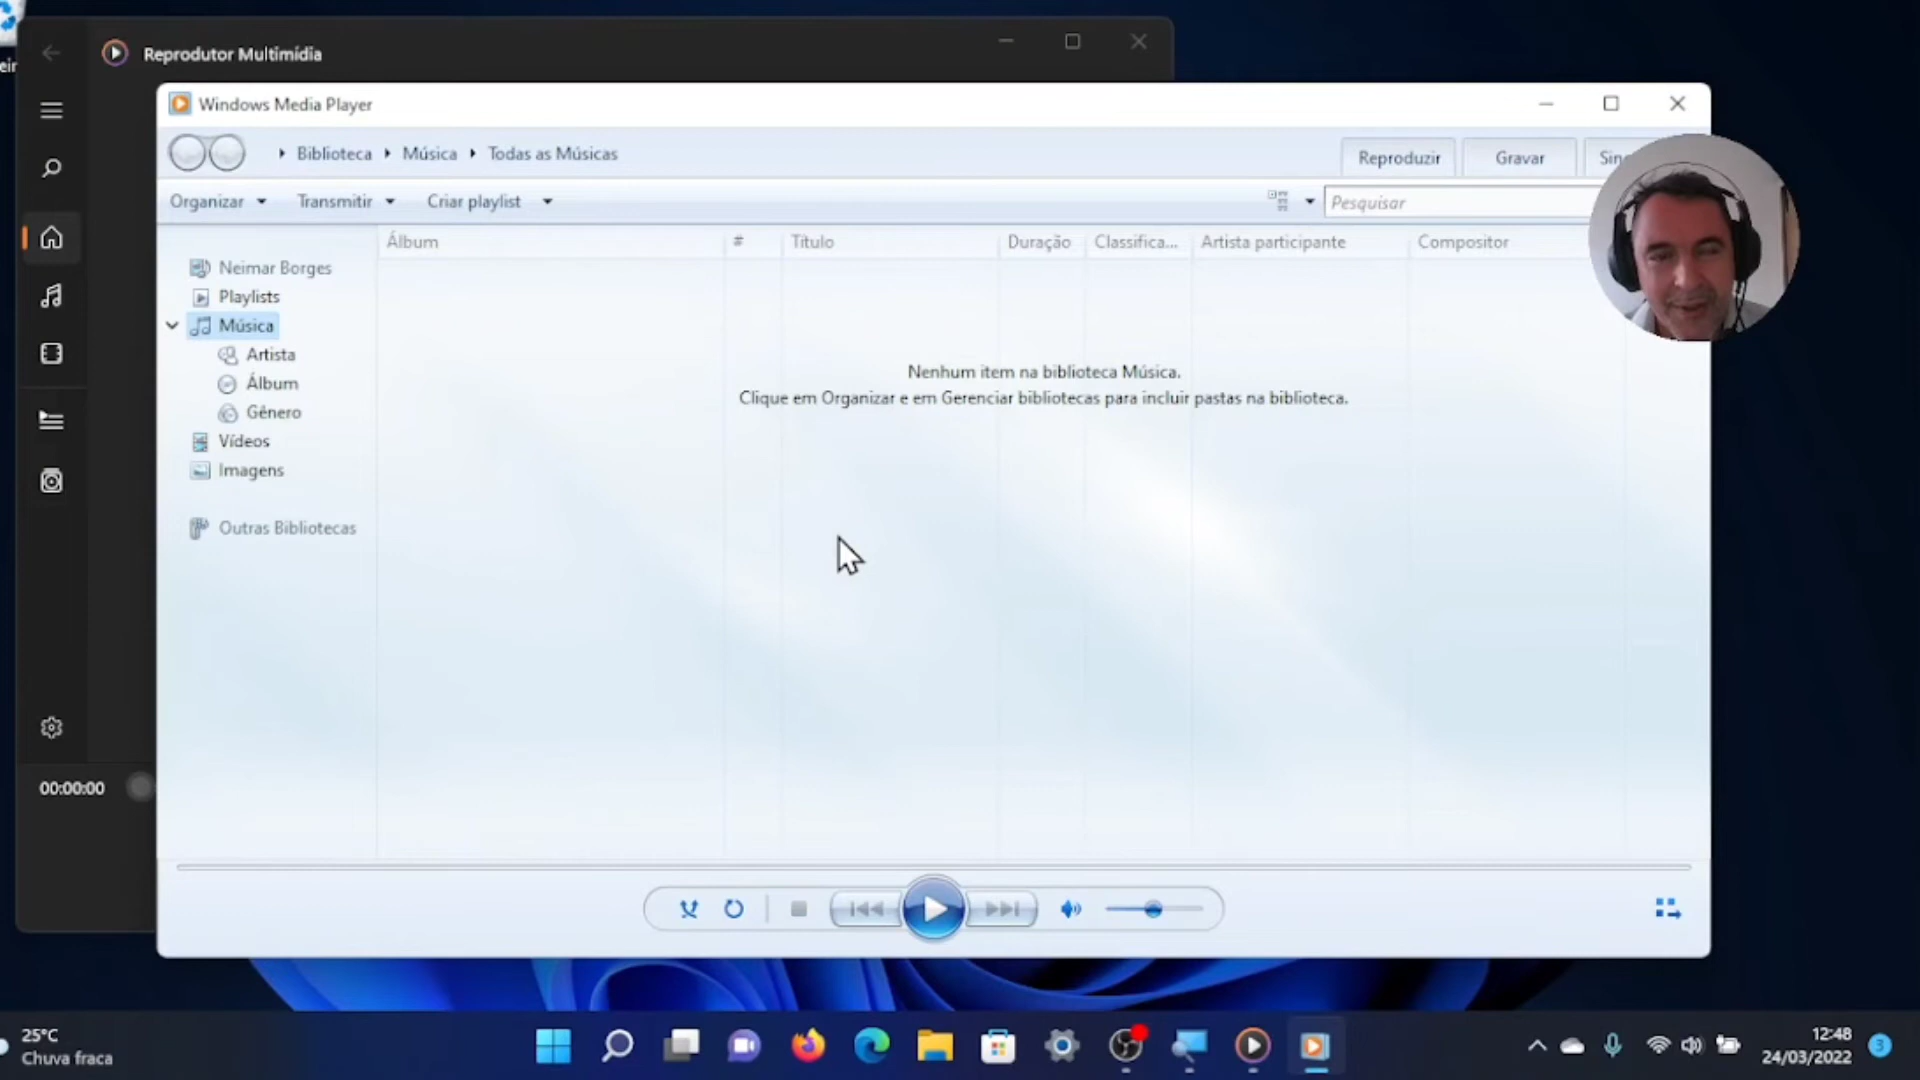 eir
Reprodutor Multimídia
Windows Media Player
Biblioteca Música Todas as Músicas
Reproduzir
Gravar
Organizar
Transmitir
Criar playlist
Pesquisar
Álbum
#
Título
Duração
Classifica...
Artista participante
Compositor
Neimar Borges
Playlists
Música
Artista
Álbum
Gênero
Vídeos
Imagens
Outras Bibliotecas
Nenhum item na biblioteca Música.
Clique em Organizar e em Gerenciar bibliotecas para incluir pastas na biblioteca.
00:00:00
25°C
Chuva fraca
12:48
24/03/2022
3